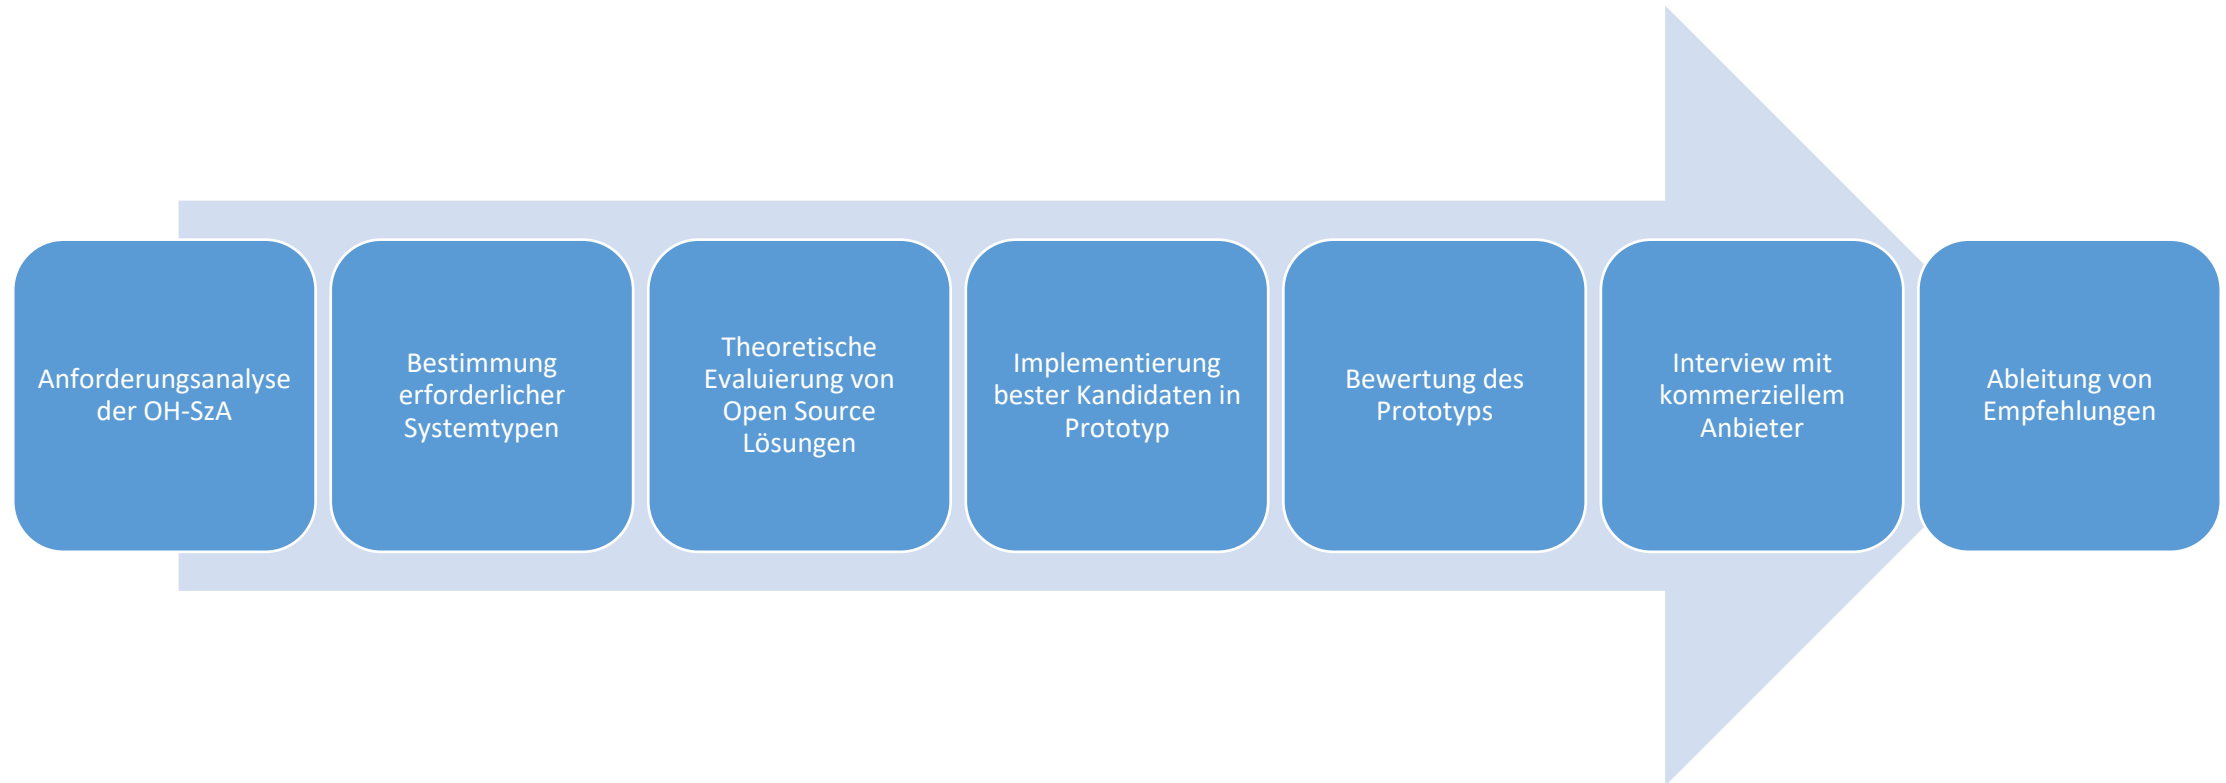 Anforderungsanalyse
der OH-SzA
Bestimmung
erforderlicher
Systemtypen
Theoretische
Evaluierung von
Open Source
Lösungen
Implementierung
bester Kandidaten in
Prototyp
Bewertung des
Prototyps
Interview mit
kommerziellem
Anbieter
Ableitung von
Empfehlungen